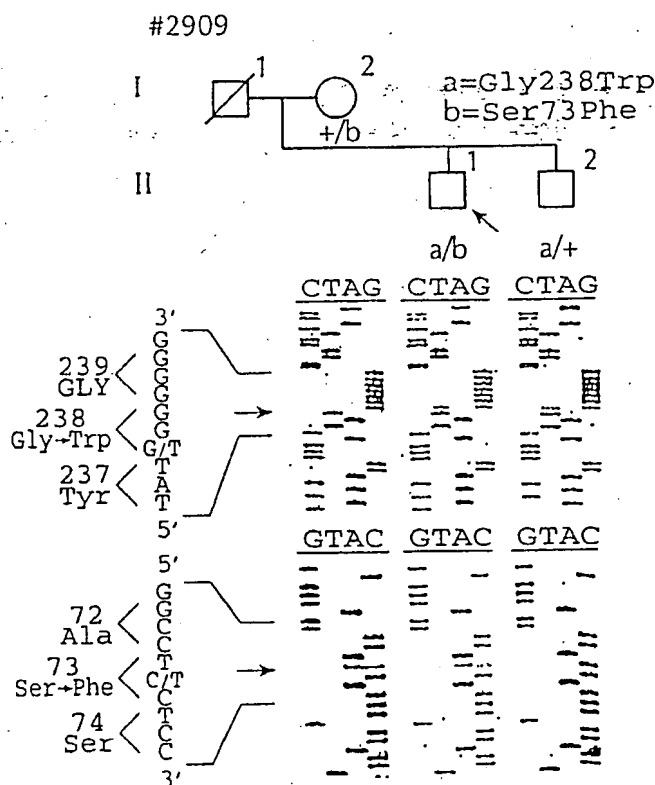 #2909
I
1
2
a=Gly238Trp
b=Ser73Phe
+/b
II
1
2
a/b
a/+
CTAG
CTAG
CTAG
3′
G
G
G
G
G
G
G/T
T
A
T
5′
239
GLY
238
Gly→Trp
237
Tyr
GTAC
GTAC
GTAC
5′
G
G
C
C
T
C/T
C
T
C
C
3′
72
Ala
73
Ser→Phe
74
Ser